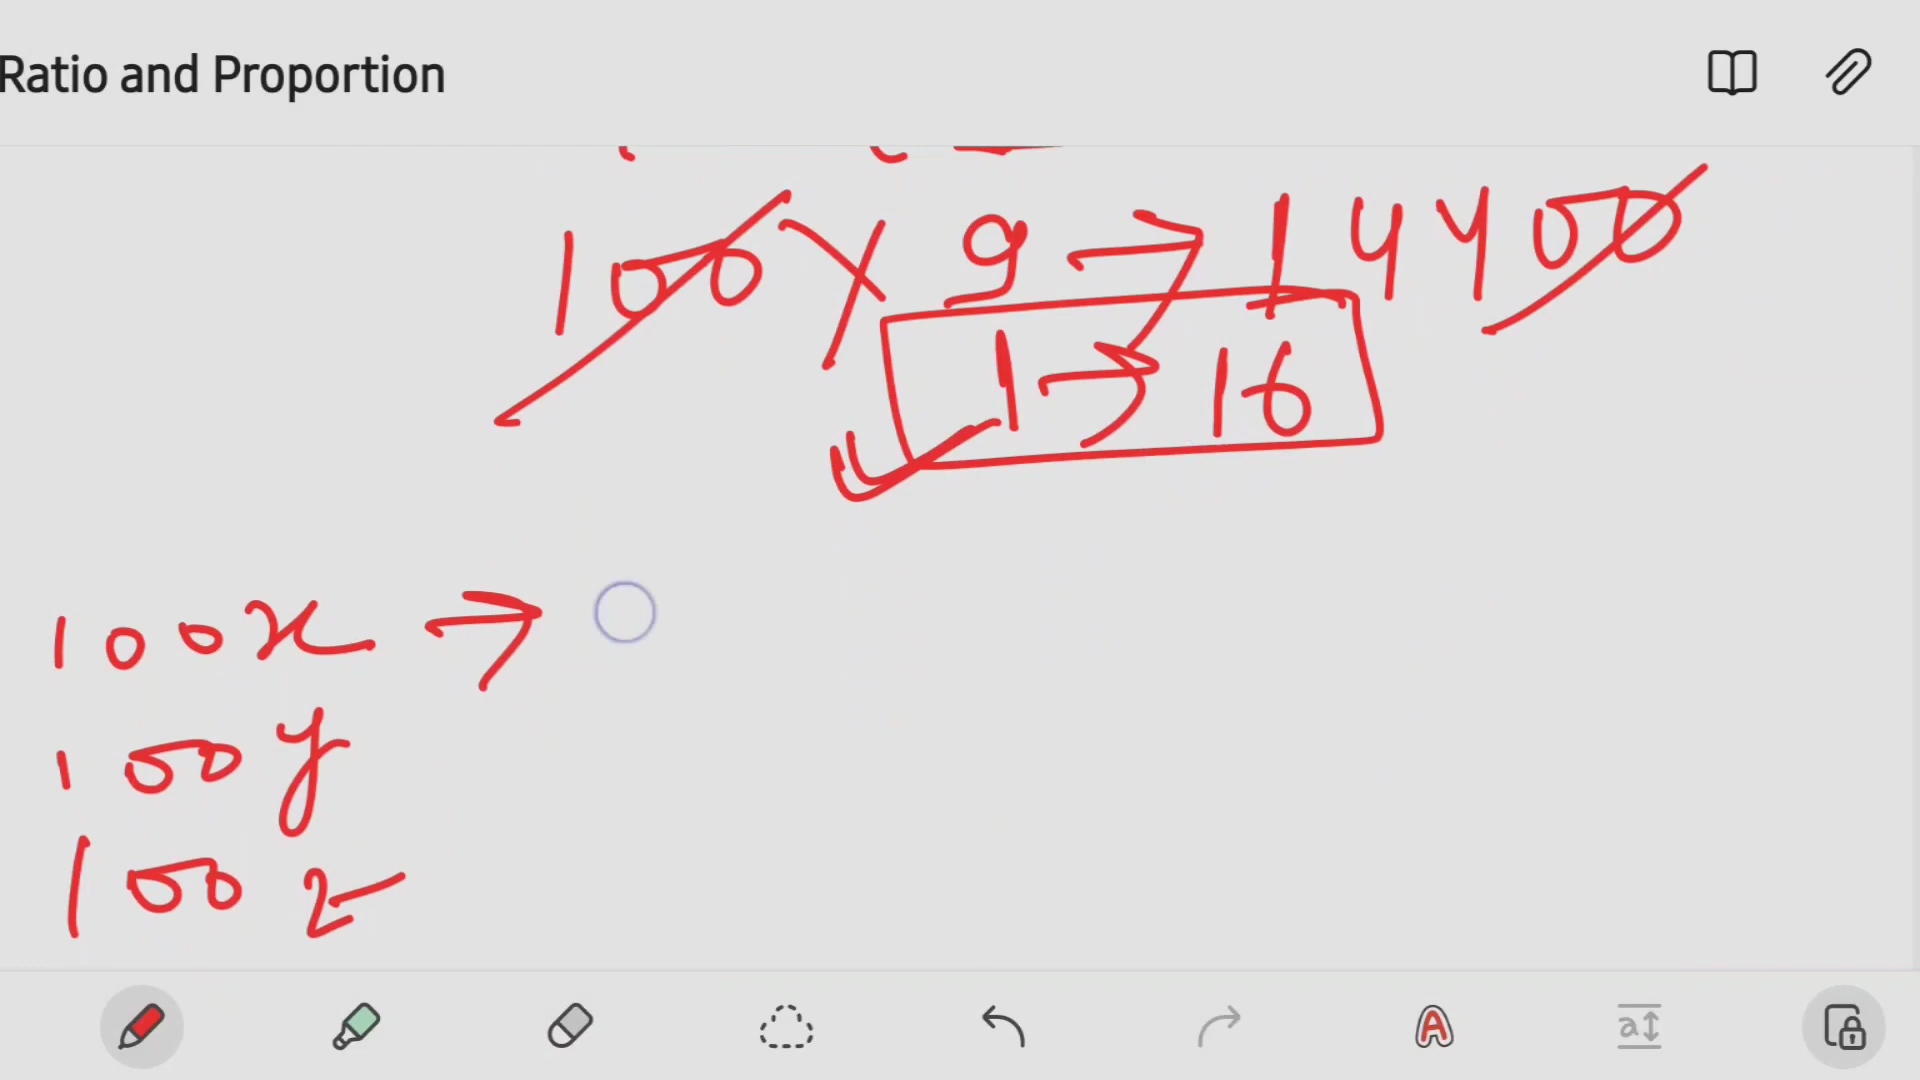 Ratio and Proportion
100 x 9 → 14400
1 → 16
100x →
100y
100z